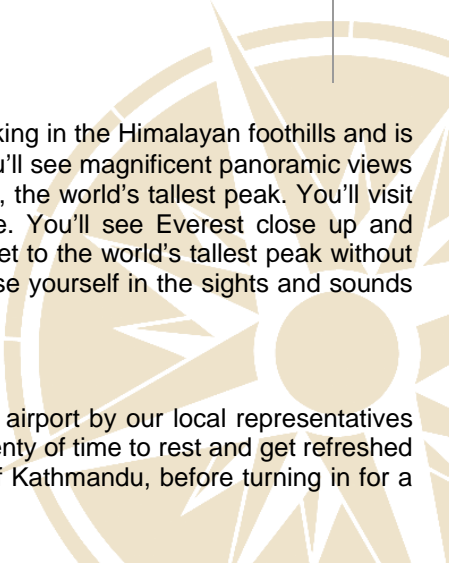 king in the Himalayan foothills and is
u'll see magnificent panoramic views
, the world's tallest peak. You'll visit
e. You'll see Everest close up and
et to the world's tallest peak without
se yourself in the sights and sounds
airport by our local representatives
enty of time to rest and get refreshed
f Kathmandu, before turning in for a